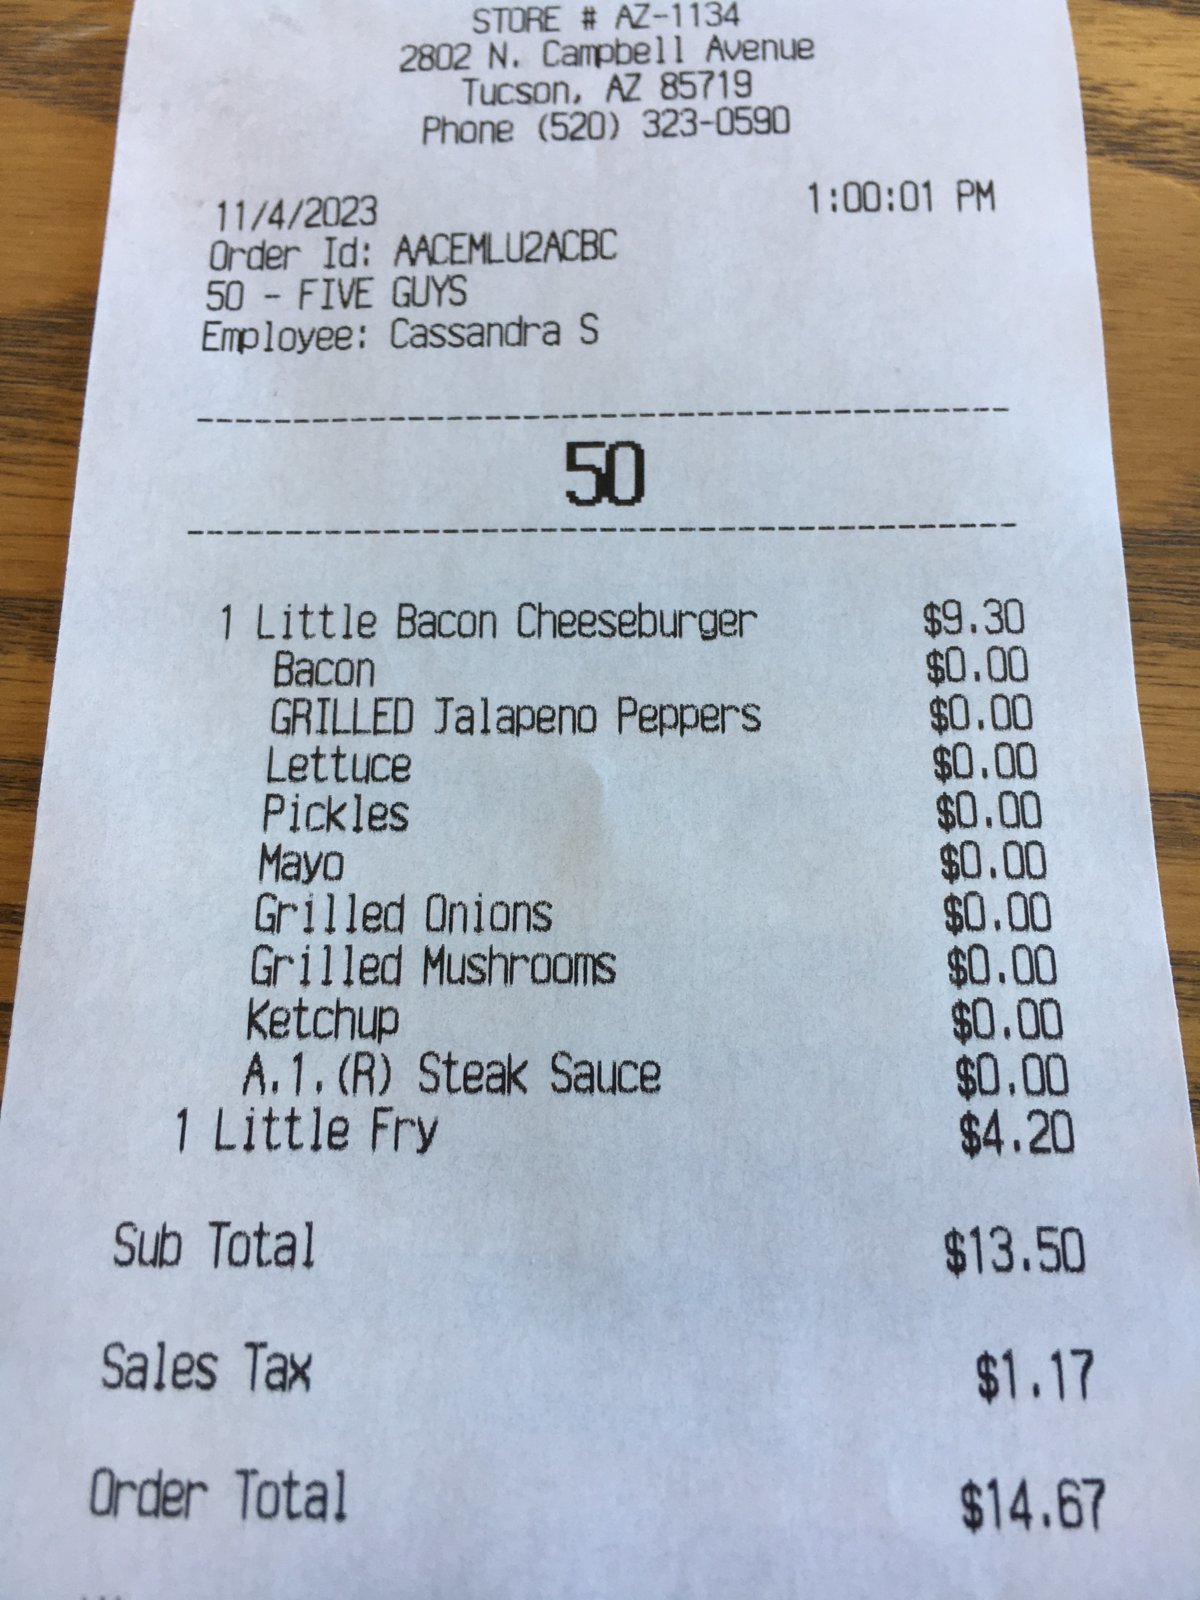 STORE # AZ-1134
2802 N. Campbell Avenue
Tucson, AZ 85719
Phone (520) 323-0590
11/4/2023 1:00:01 PM
Order Id: AACEMLU2ACBC
50 - FIVE GUYS
Employee: Cassandra S
----------------------------------------
50
----------------------------------------
1 Little Bacon Cheeseburger $9.30
Bacon $0.00
GRILLED Jalapeno Peppers $0.00
Lettuce $0.00
Pickles $0.00
Mayo $0.00
Grilled Onions $0.00
Grilled Mushrooms $0.00
Ketchup $0.00
A.1.(R) Steak Sauce $0.00
1 Little Fry $4.20
Sub Total $13.50
Sales Tax $1.17
Order Total $14.67